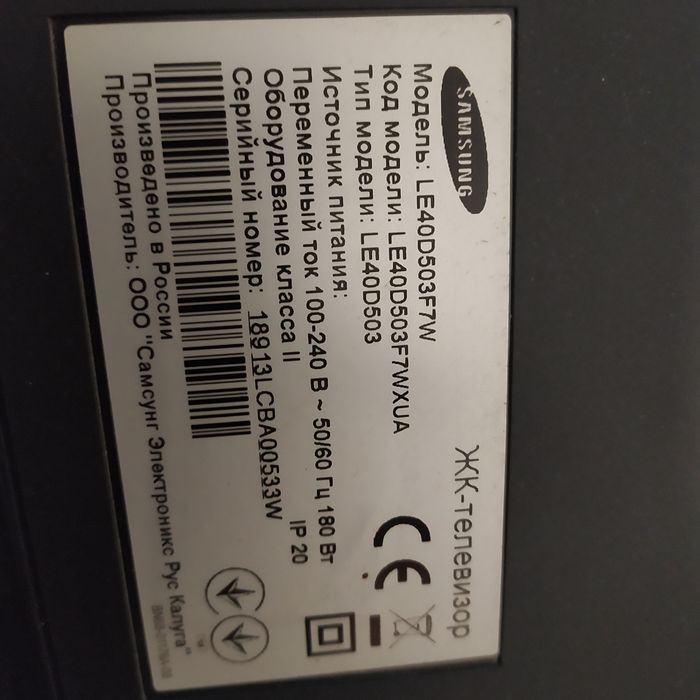 SAMSUNG
ЖК-телевизор
Модель: LE40D503F7W
Код модели: LE40D503F7WXUA
Тип модели: LE40D503
Источник питания:
Переменный ток 100-240 В ~ 50/60 Гц 180 Вт
Оборудование класса II
IP 20
Серийный номер: 18913LCBA00533W
Произведено в России
Производитель: ООО "Самсунг Электроникс Рус Калуга"
CE